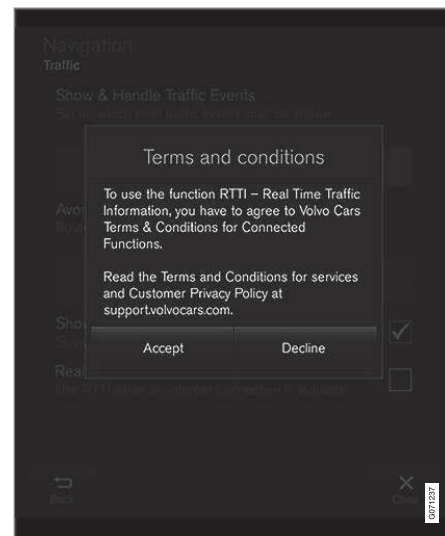 Navigation
Traffic
Show & Handle Traffic Events
Terms and conditions
To use the function RTTI – Real Time Traffic
Information, you have to agree to Volvo Cars
Terms & Conditions for Connected
Functions.
Read the Terms and Conditions for services
and Customer Privacy Policy at
support.volvocars.com.
Accept
Decline
Back
Clear
G071237